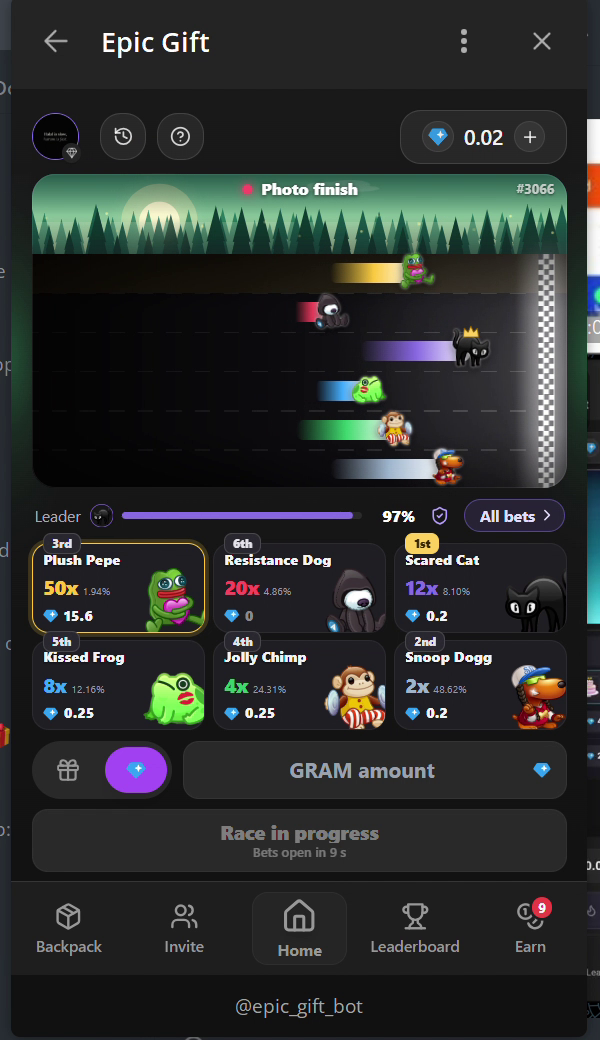 Epic Gift
0.02
Photo finish
#3066
Leader
97%
All bets
3rd
Plush Pepe
50x 1.94%
15.6
6th
Resistance Dog
20x 4.86%
0
1st
Scared Cat
12x 8.10%
0.2
5th
Kissed Frog
8x 12.16%
0.25
4th
Jolly Chimp
4x 24.31%
0.25
2nd
Snoop Dogg
2x 48.62%
0.2
GRAM amount
Race in progress
Bets open in 9 s
Backpack
Invite
Home
Leaderboard
9
Earn
@epic_gift_bot